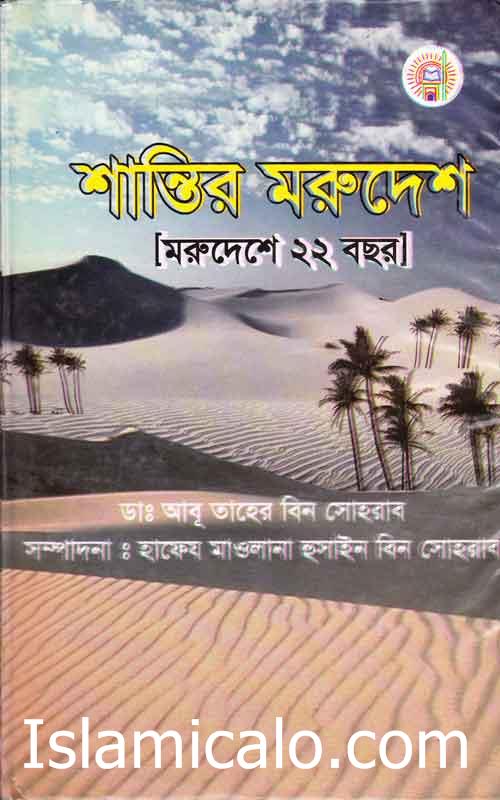 শান্তির মরুদেশ
[মরুদেশে ২২ বছর]
ডাঃ আবূ তাহের বিন সোহরাব
সম্পাদনা ঃ হাফেয মাওলানা হুসাইন বিন সোহরাব
Islamicalo.com